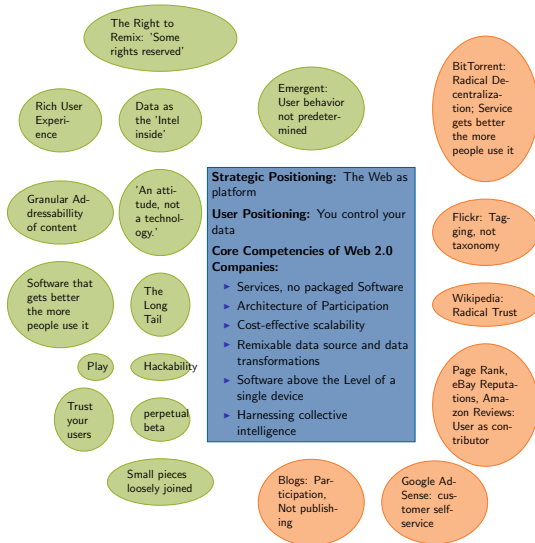 The Right to
Remix: 'Some
rights reserved'
Rich User
Experi-
ence
Data as
the 'Intel
inside'
Emergent:
User behavior
not predeter-
mined
BitTorrent:
Radical De-
centraliza-
tion; Service
gets better
the more
people use it
Granular Ad-
dressabillity
of content
'An atti-
tude, not
a technol-
ogy.'
Strategic Positioning: The Web as
platform
User Positioning: You control your
data
Core Competencies of Web 2.0
Companies:
▶ Services, no packaged Software
▶ Architecture of Participation
▶ Cost-effective scalability
▶ Remixable data source and data
transformations
▶ Software above the Level of a
single device
▶ Harnessing collective
intelligence
Flickr: Tag-
ging, not
taxonomy
Software that
gets better
the more
people use it
The
Long
Tail
Wikipedia:
Radical Trust
Play
Hackability
Page Rank,
eBay Reputa-
tions, Ama-
zon Reviews:
User as con-
tributor
Trust
your
users
perpetual
beta
Small pieces
loosely joined
Blogs: Par-
ticipation,
Not publish-
ing
Google Ad-
Sense: cus-
tomer self-
service